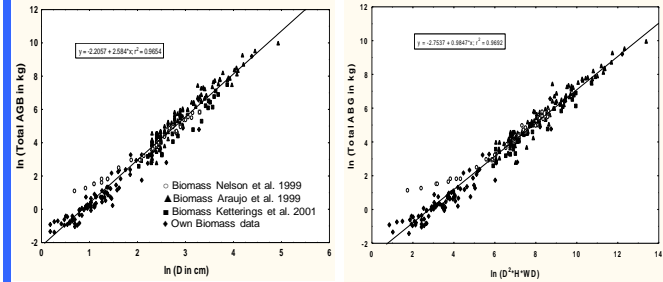 12
10
8
6
4
2
0
-2
ln (Total AGB in kg)
y = -2.2057 + 2.584*x; r² = 0.9654
○ Biomass Nelson et al. 1999
▲ Biomass Araujo et al. 1999
■ Biomass Ketterings et al. 2001
♦ Own Biomass data
0 1 2 3 4 5 6
ln (D in cm)
12
10
8
6
4
2
0
-2
ln (Total ABG in kg)
y = -2.7537 + 0.9847*x; r² = 0.9692
0 2 4 6 8 10 12 14
ln (D²*H*WD)